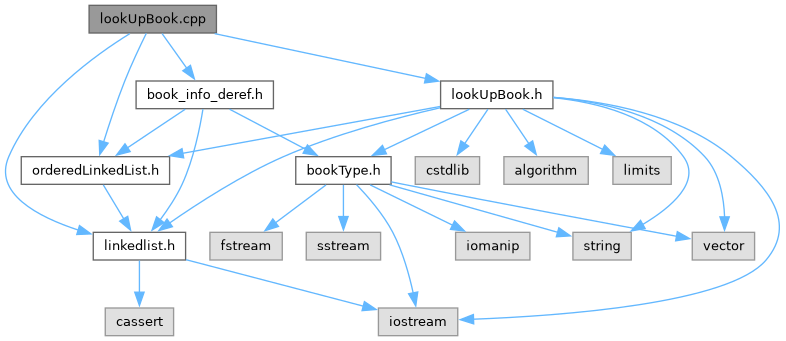 lookUpBook.cpp
book_info_deref.h
lookUpBook.h
orderedLinkedList.h
bookType.h
cstdlib
algorithm
limits
linkedlist.h
fstream
sstream
iomanip
string
vector
cassert
iostream